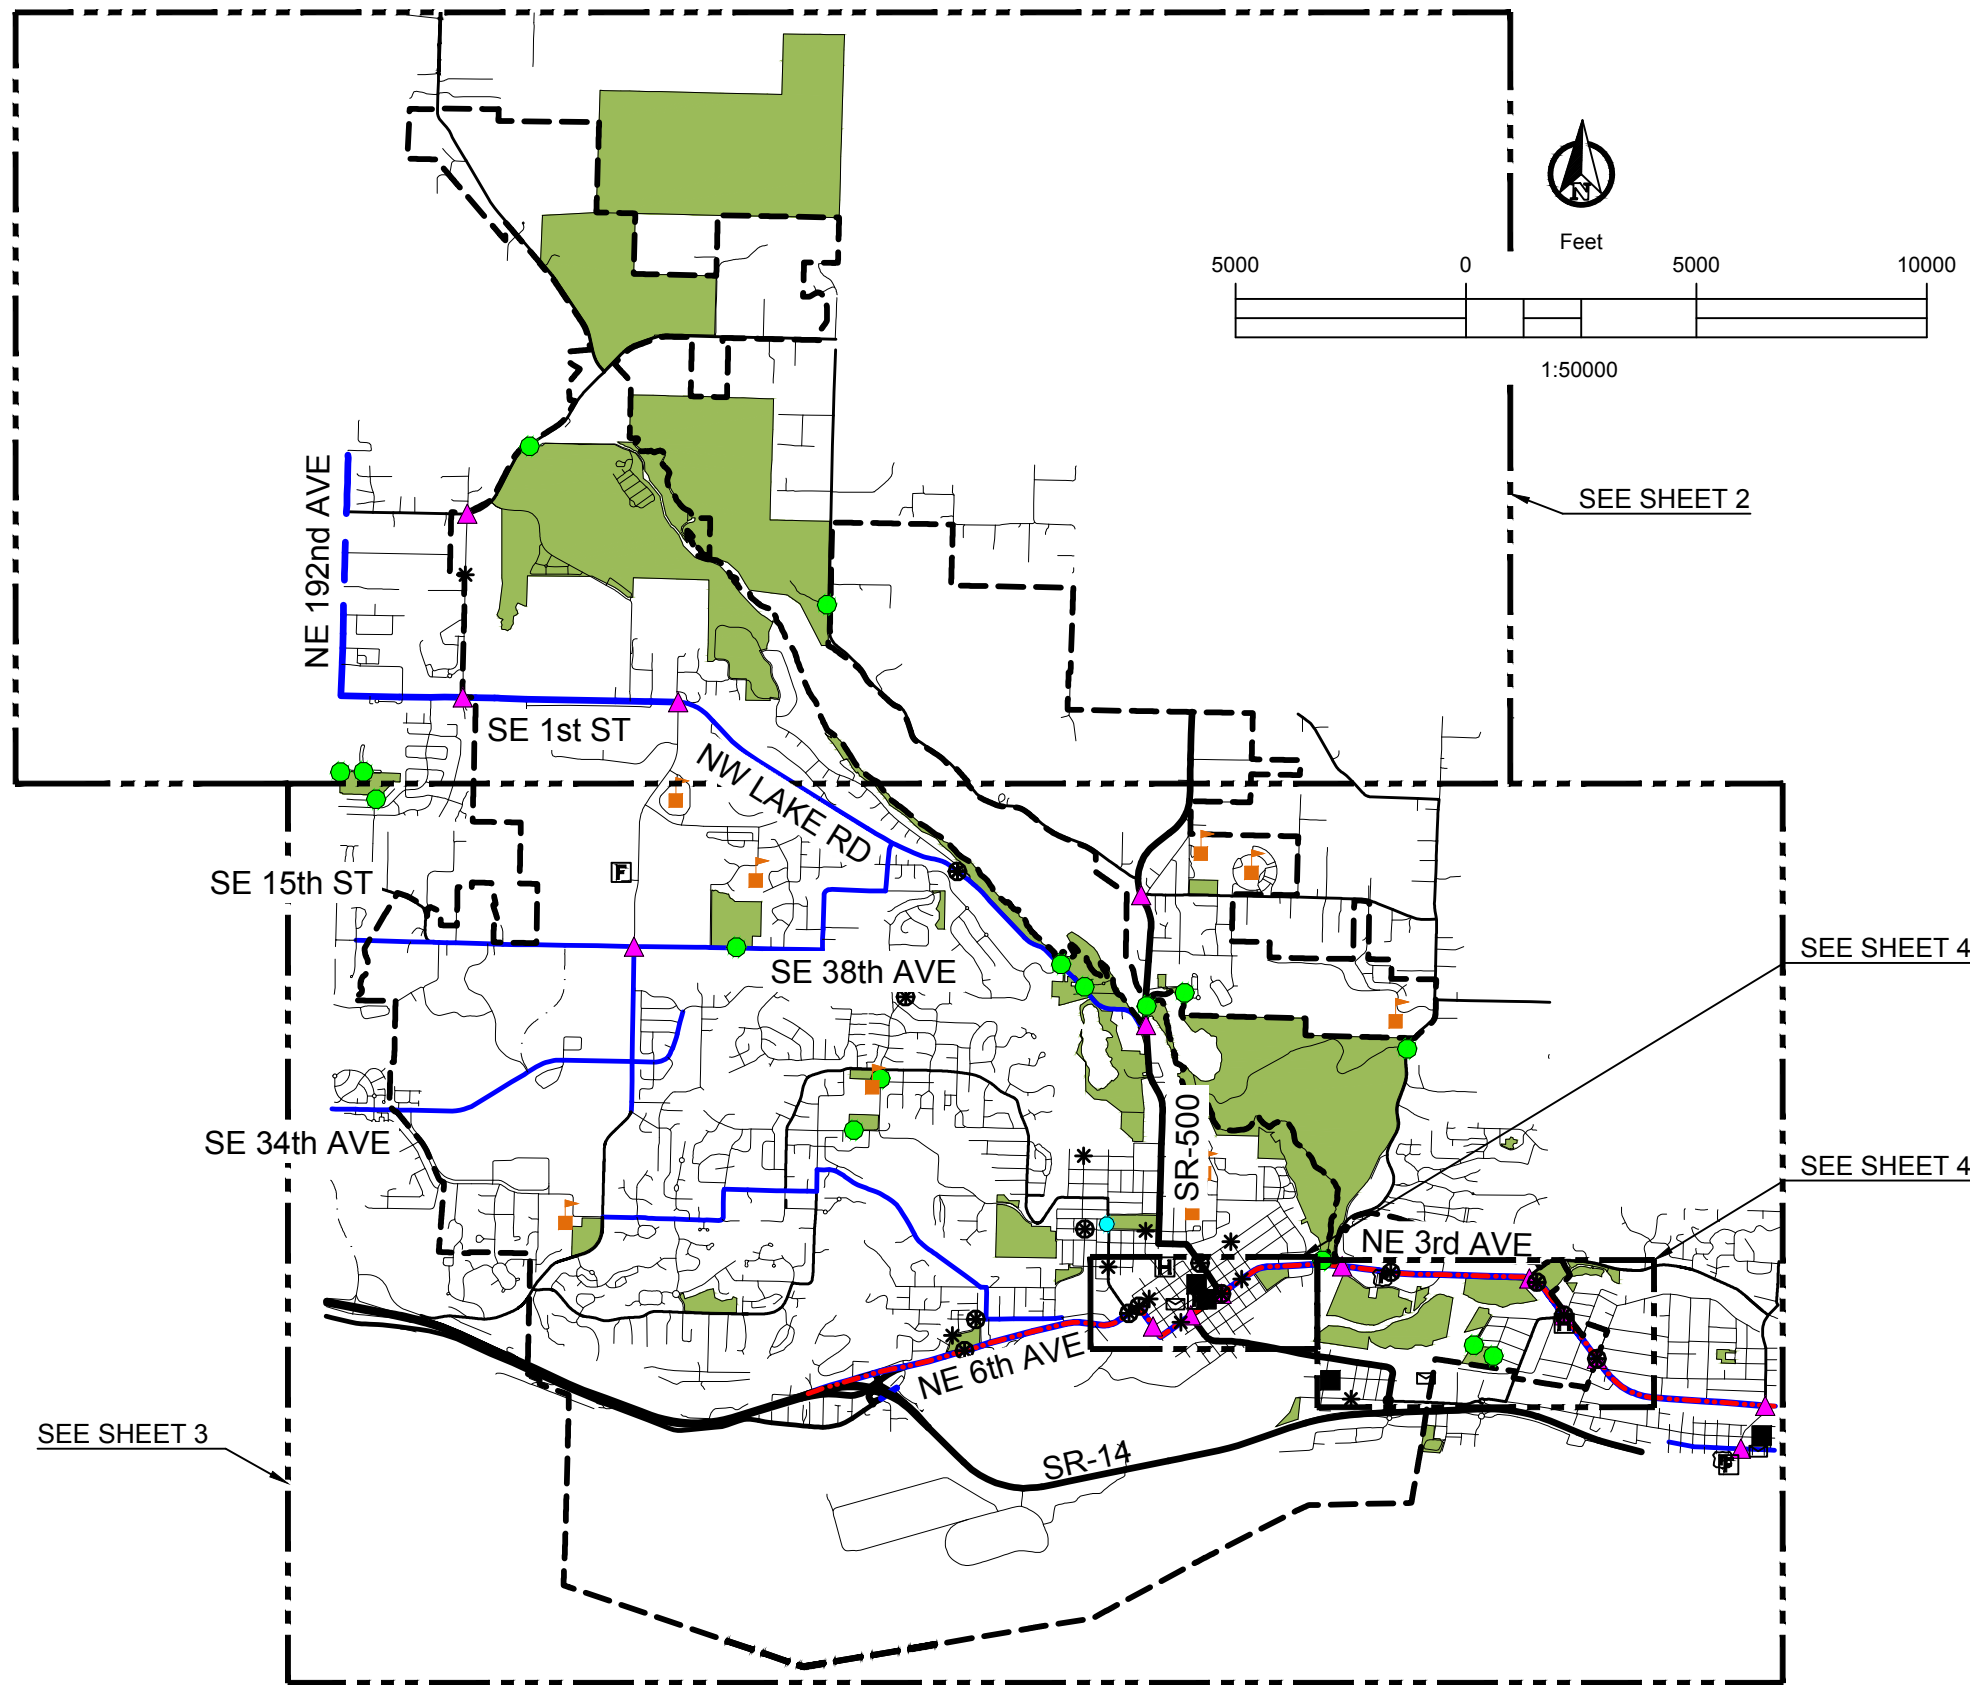 N
Feet
5000 0 5000 10000
1:50000
SEE SHEET 2
NE 192nd AVE
SE 1st ST
NW LAKE RD
SE 15th ST
F
SEE SHEET 4
SE 38th AVE
SE 34th AVE
SR-500
SEE SHEET 4
NE 3rd AVE
H
H
NE 6th AVE
SEE SHEET 3
SR-14